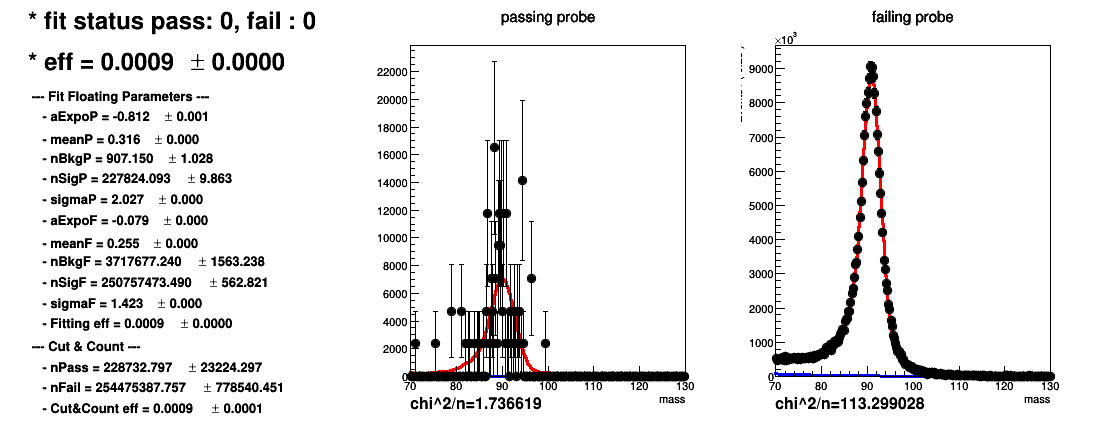 * fit status pass: 0, fail : 0
* eff = 0.0009 ± 0.0000
--- Fit Floating Parameters ---
- aExpoP = -0.812 ± 0.001
- meanP = 0.316 ± 0.000
- nBkgP = 907.150 ± 1.028
- nSigP = 227824.093 ± 9.863
- sigmaP = 2.027 ± 0.000
- aExpoF = -0.079 ± 0.000
- meanF = 0.255 ± 0.000
- nBkgF = 3717677.240 ± 1563.238
- nSigF = 250757473.490 ± 562.821
- sigmaF = 1.423 ± 0.000
- Fitting eff = 0.0009 ± 0.0000
--- Cut & Count ---
- nPass = 228732.797 ± 23224.297
- nFail = 254475387.757 ± 778540.451
- Cut&Count eff = 0.0009 ± 0.0001
passing probe
22000
20000
18000
16000
14000
12000
10000
8000
6000
4000
2000
0
70 80 90 100 110 120 130
mass
chi^2/n=1.736619
failing probe
×10³
9000
8000
7000
6000
5000
4000
3000
2000
1000
0
70 80 90 100 110 120 130
mass
chi^2/n=113.299028